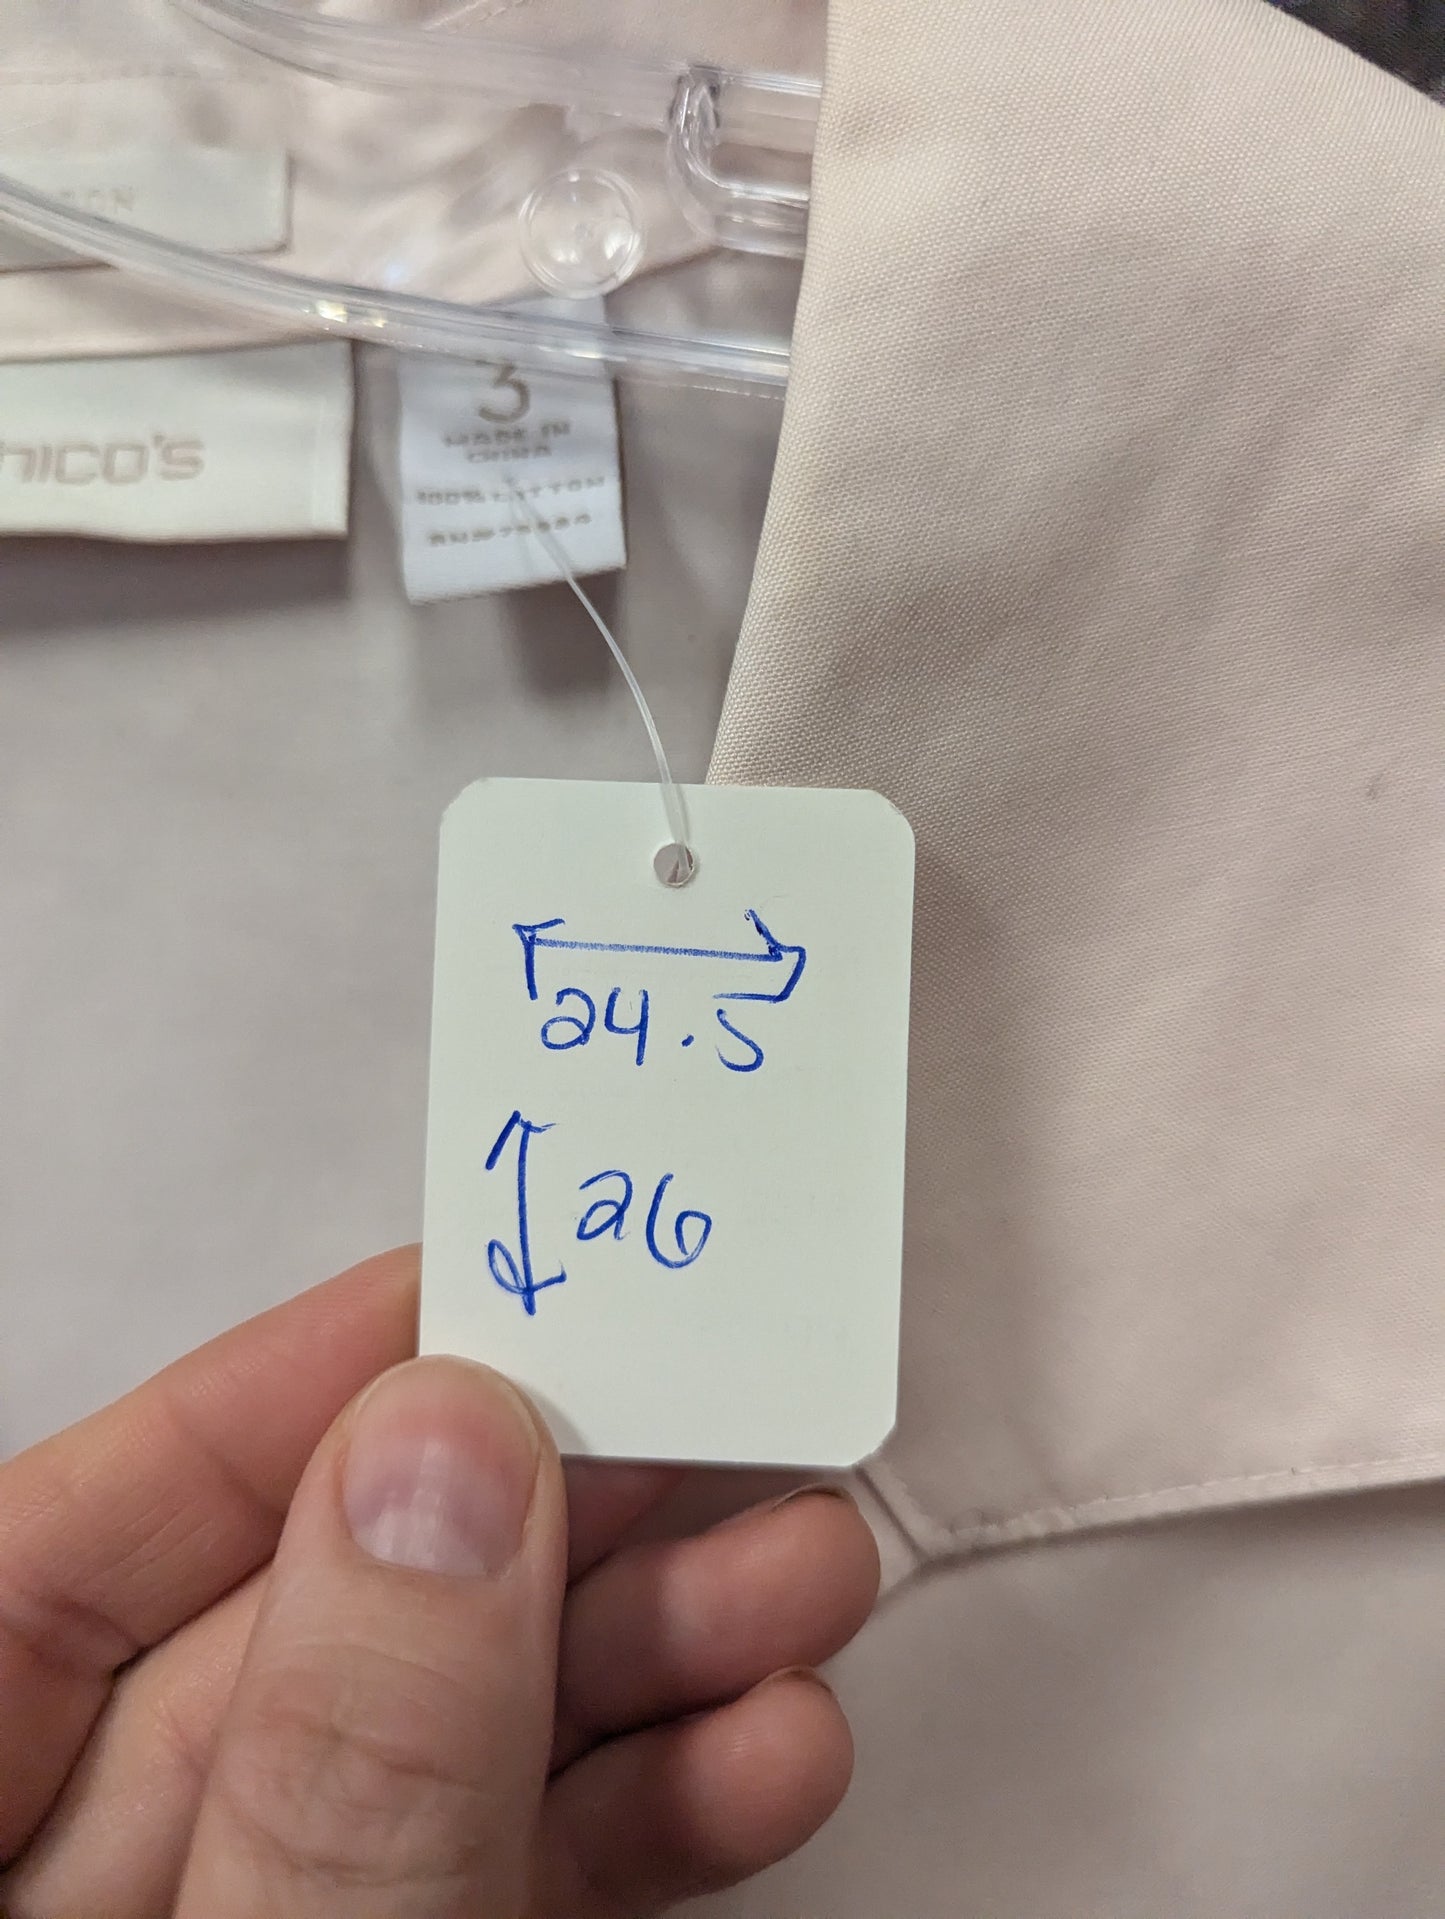 HICO'S
3
MADE IN
CHINA
100% COTTON
24.5
26